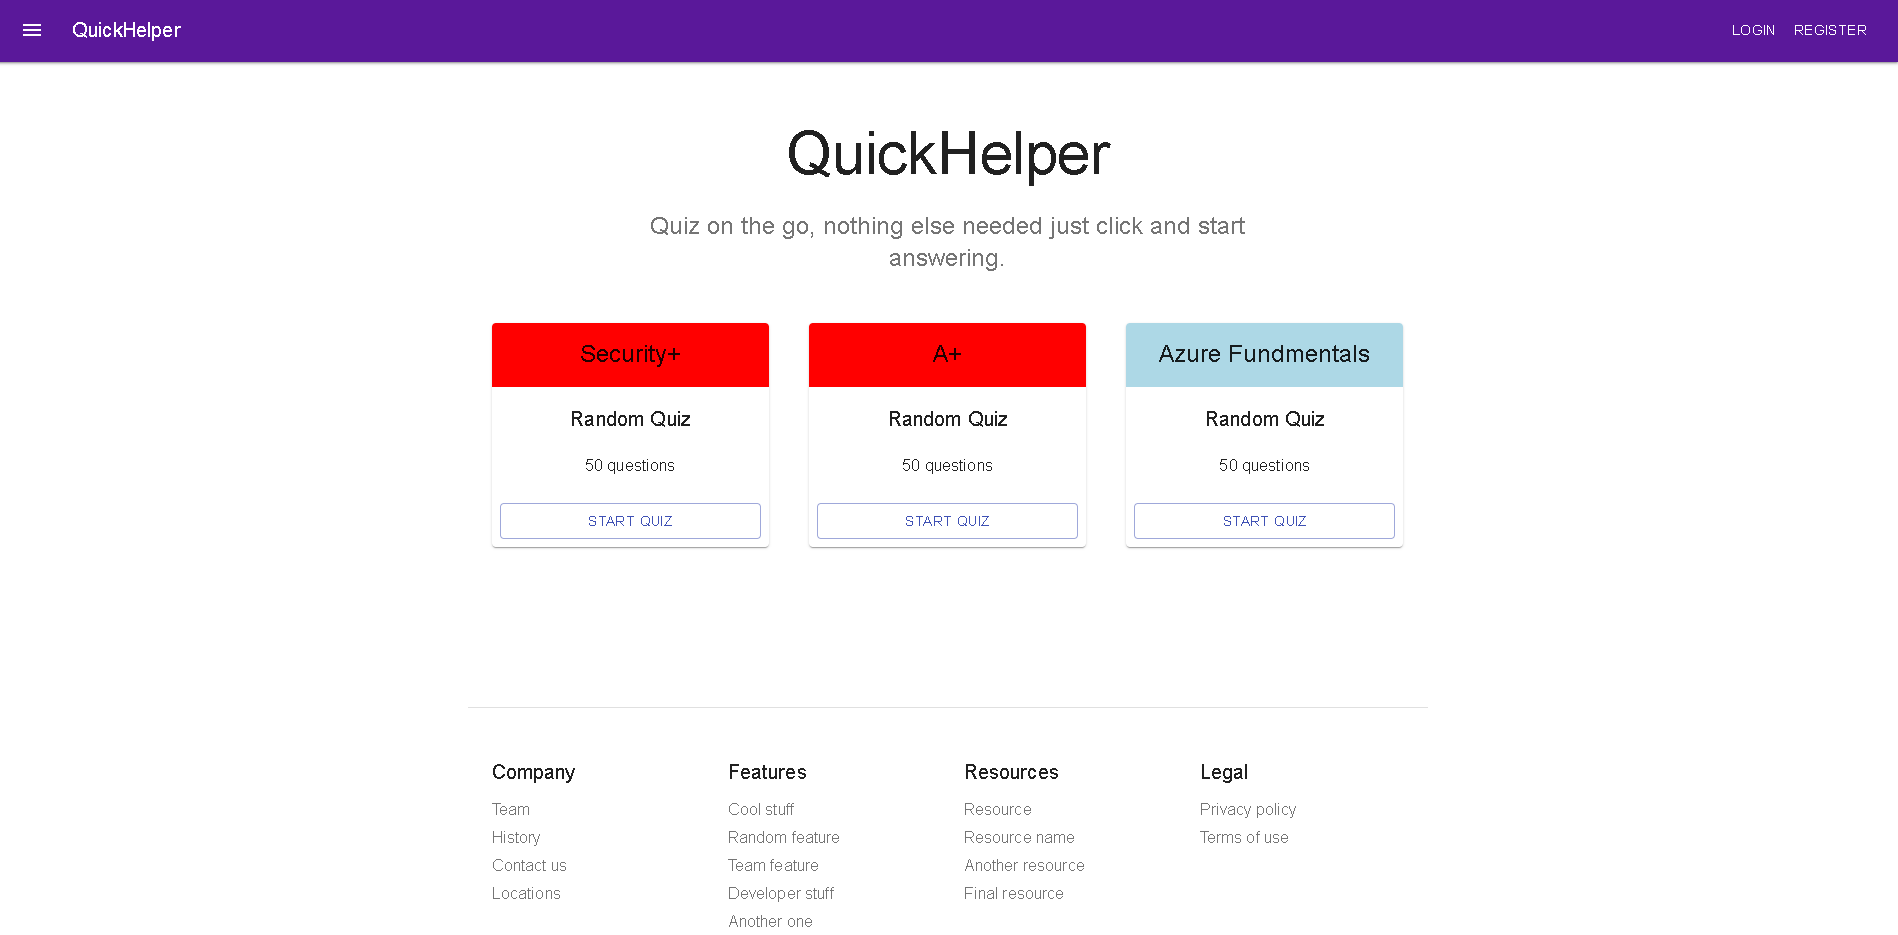 QuickHelper
LOGIN
REGISTER
QuickHelper
Quiz on the go, nothing else needed just click and start
answering.
Security+
Random Quiz
50 questions
START QUIZ
A+
Random Quiz
50 questions
START QUIZ
Azure Fundmentals
Random Quiz
50 questions
START QUIZ
Company
Team
History
Contact us
Locations
Features
Cool stuff
Random feature
Team feature
Developer stuff
Another one
Resources
Resource
Resource name
Another resource
Final resource
Legal
Privacy policy
Terms of use